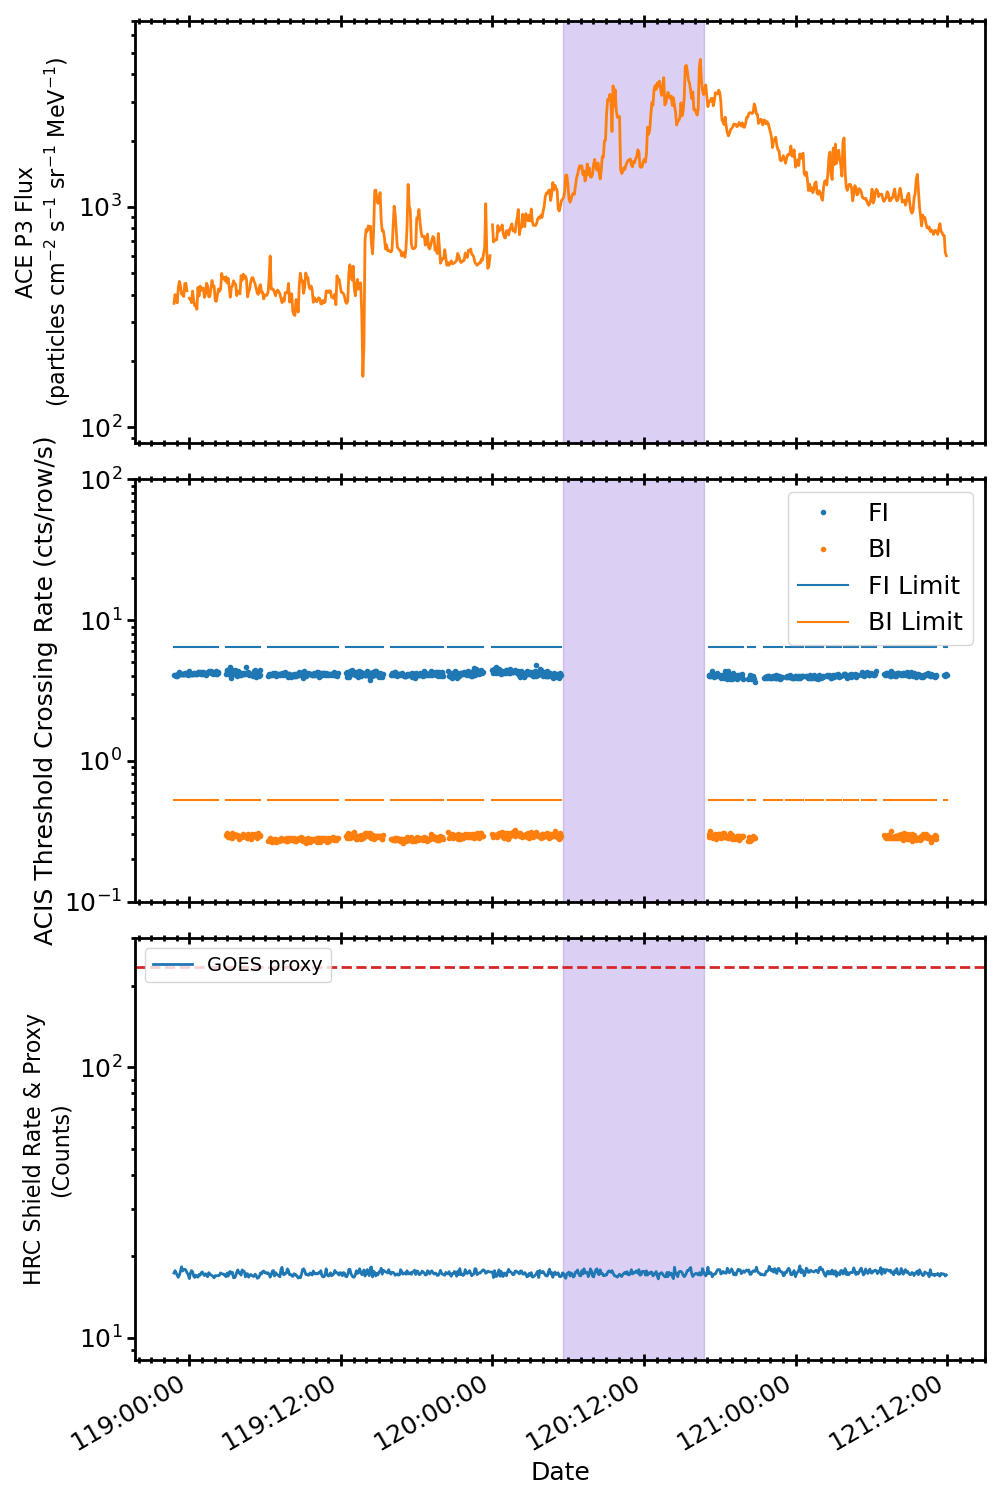 ACE P3 Flux
(particles cm⁻² s⁻¹ sr⁻¹ MeV⁻¹)
10³
10²
ACIS Threshold Crossing Rate (cts/row/s)
10²
10¹
10⁰
10⁻¹
FI
BI
FI Limit
BI Limit
HRC Shield Rate & Proxy
(Counts)
10²
10¹
GOES proxy
119:00:00
119:12:00
120:00:00
120:12:00
121:00:00
121:12:00
Date